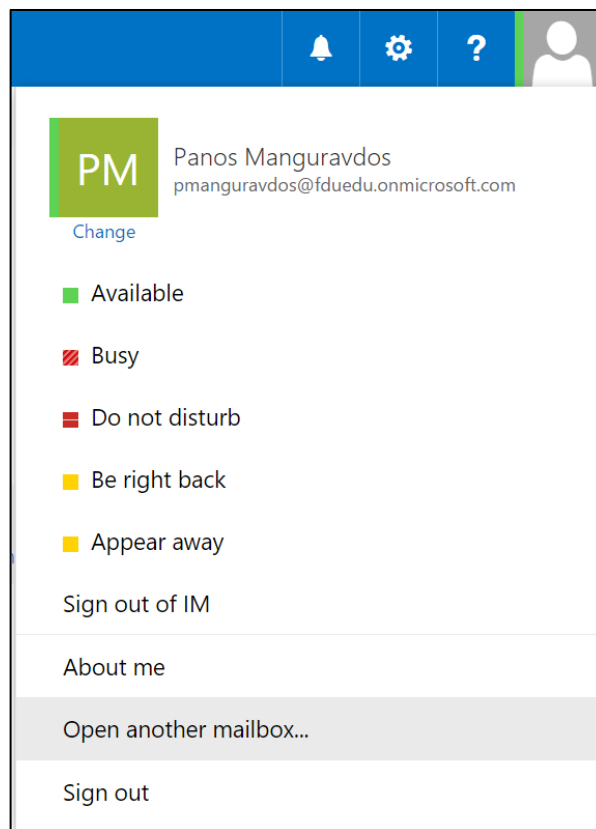 ?
PM
Panos Manguravdos
pmanguravdos@fduedu.onmicrosoft.com
Change
Available
Busy
Do not disturb
Be right back
Appear away
Sign out of IM
About me
Open another mailbox...
Sign out